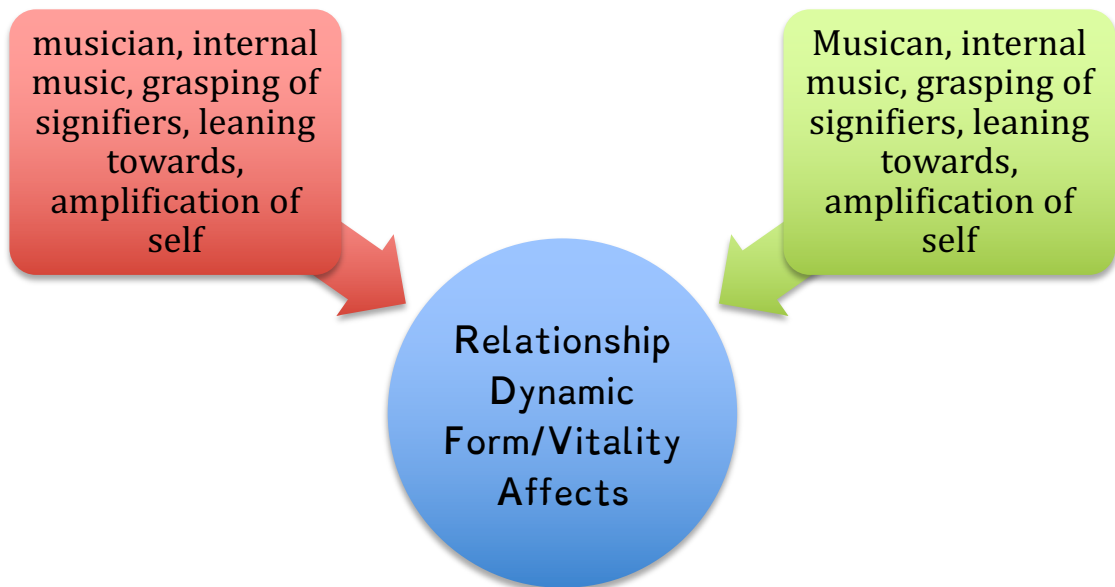 musician, internal
music, grasping of
signifiers, leaning
towards,
amplification of
self
Musican, internal
music, grasping of
signifiers, leaning
towards,
amplification of
self
Relationship
Dynamic
Form/Vitality
Affects